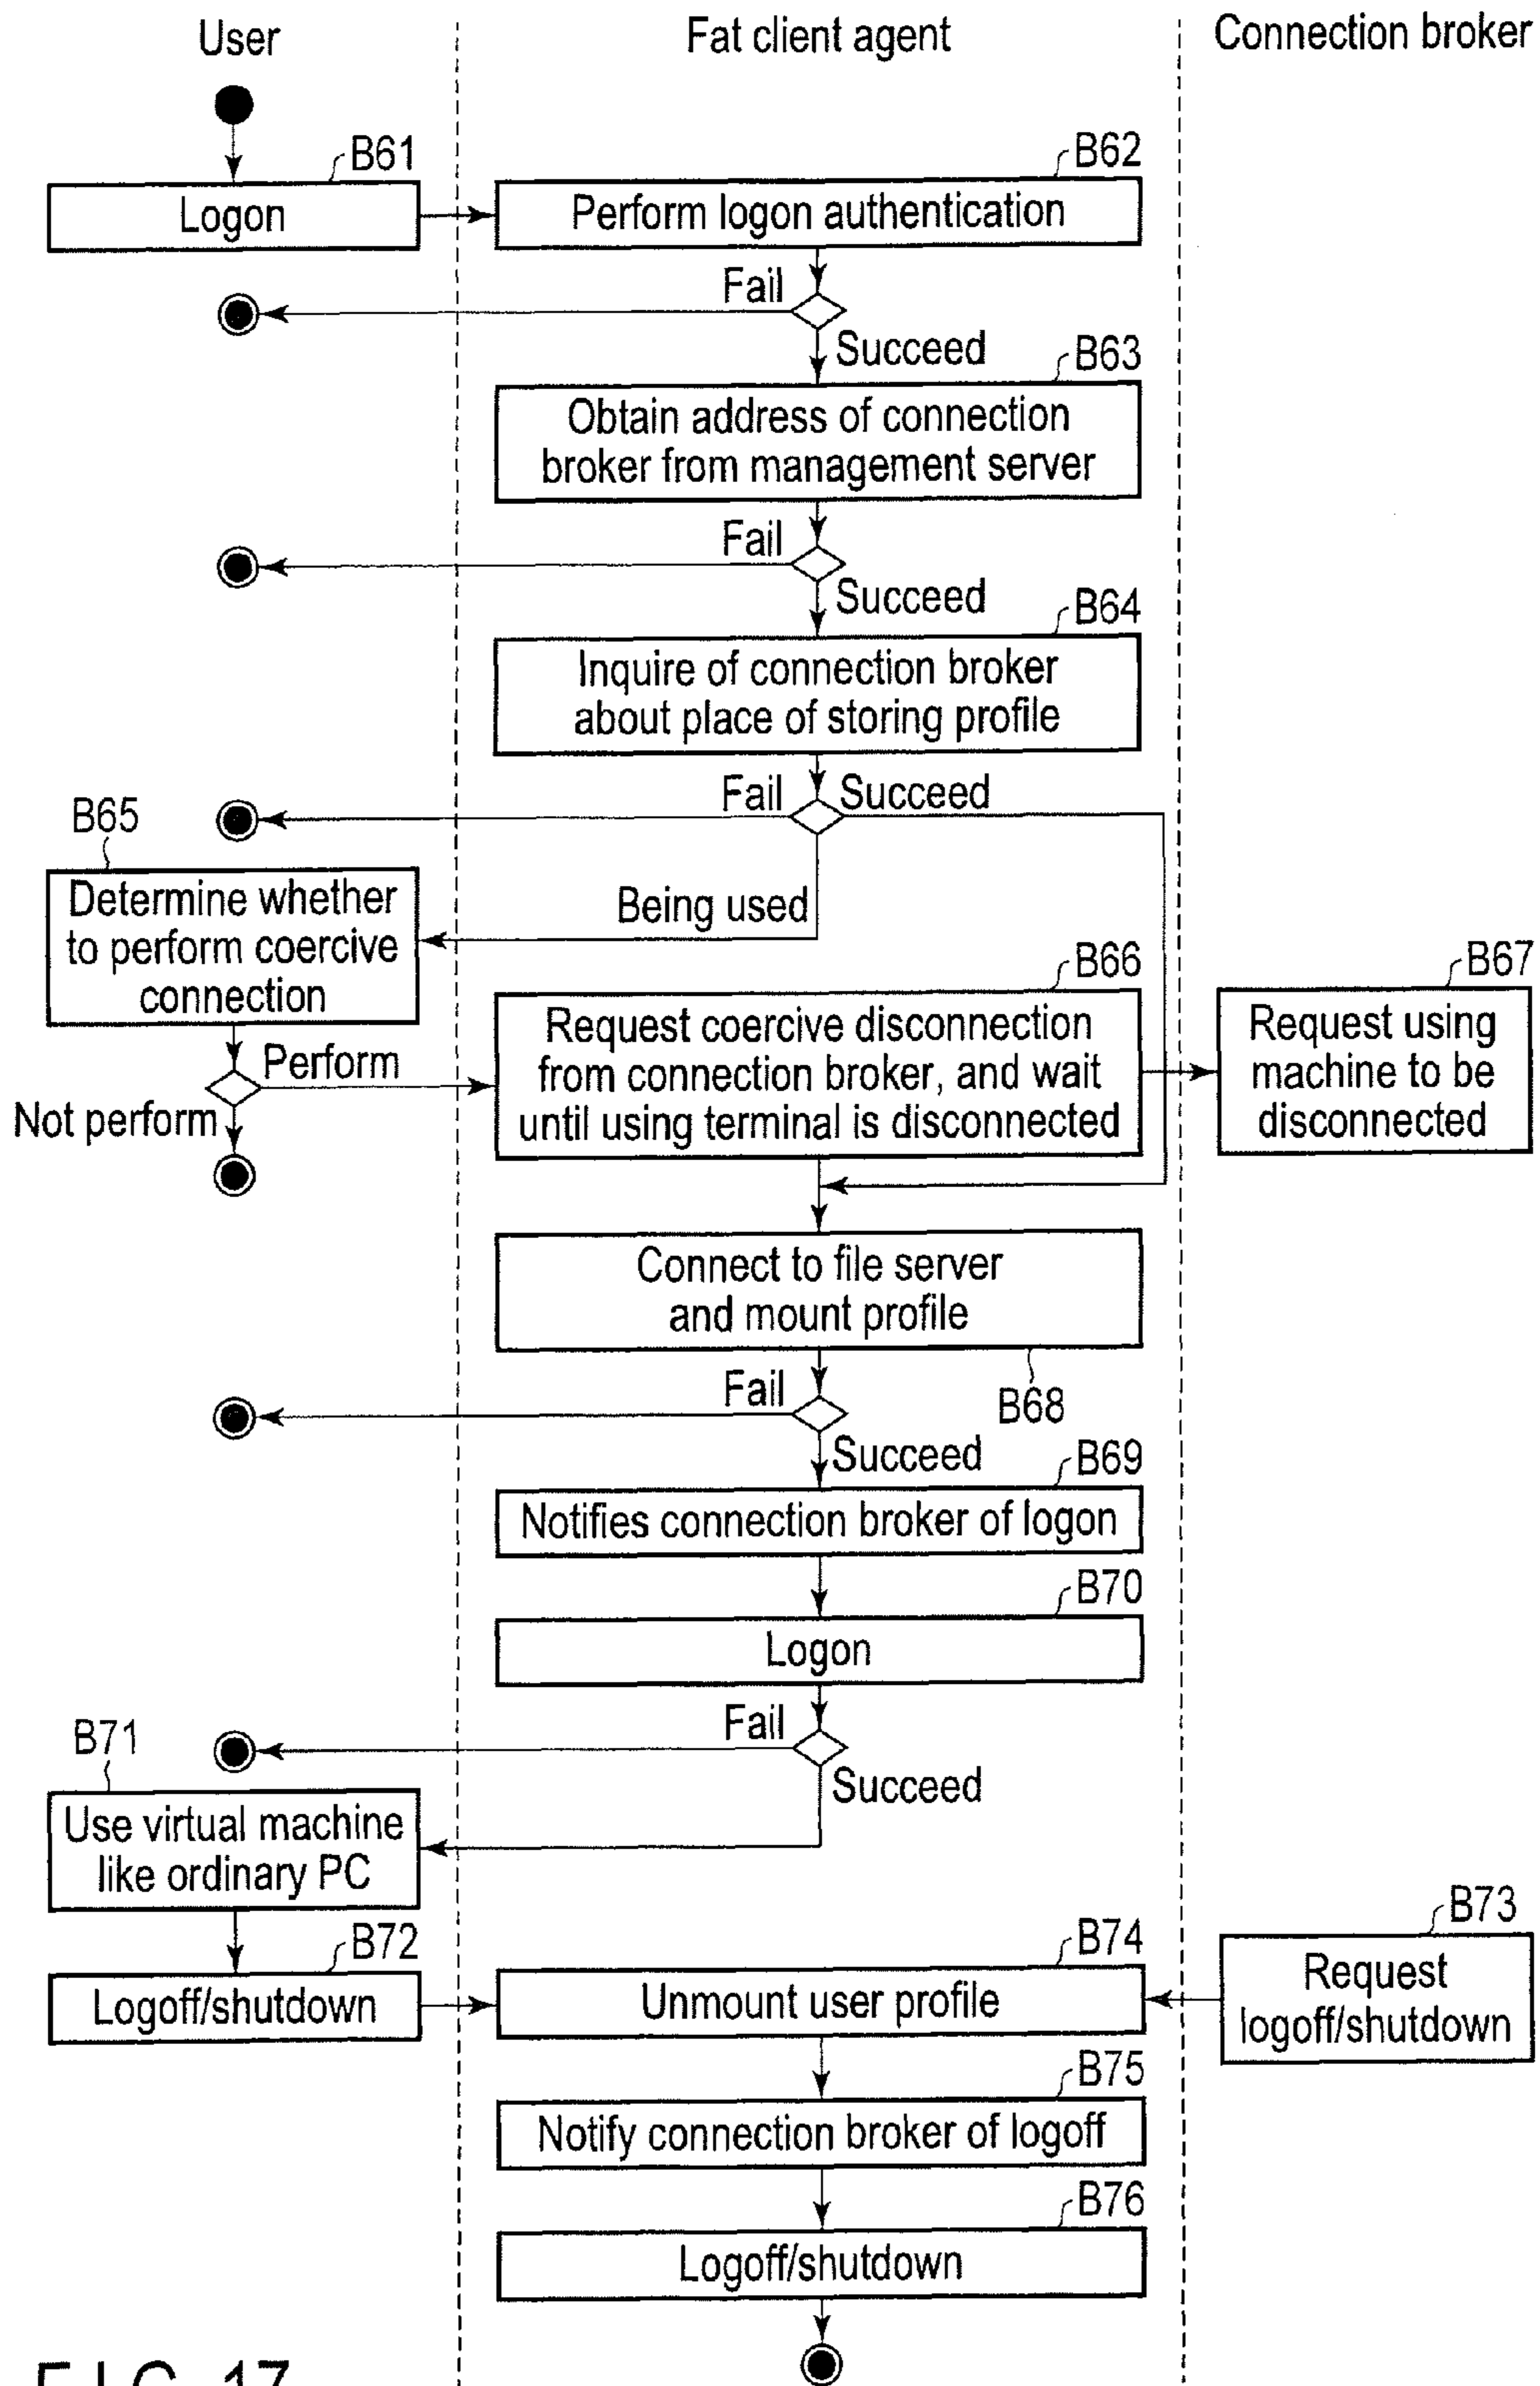 User
Fat client agent
Connection broker
B61
B62
Logon
Perform logon authentication
Fail
Succeed
B63
Obtain address of connection
broker from management server
Fail
Succeed
B64
Inquire of connection broker
about place of storing profile
Fail
Succeed
B65
Determine whether
to perform coercive
connection
Being used
B66
B67
Perform
Not perform
Request coercive disconnection
from connection broker, and wait
until using terminal is disconnected
Request using
machine to be
disconnected
Connect to file server
and mount profile
B68
Fail
Succeed
B69
Notifies connection broker of logon
B70
Logon
Fail
Succeed
B71
Use virtual machine
like ordinary PC
B72
Logoff/shutdown
B74
Unmount user profile
B73
Request
logoff/shutdown
B75
Notify connection broker of logoff
B76
Logoff/shutdown
FIG. 17